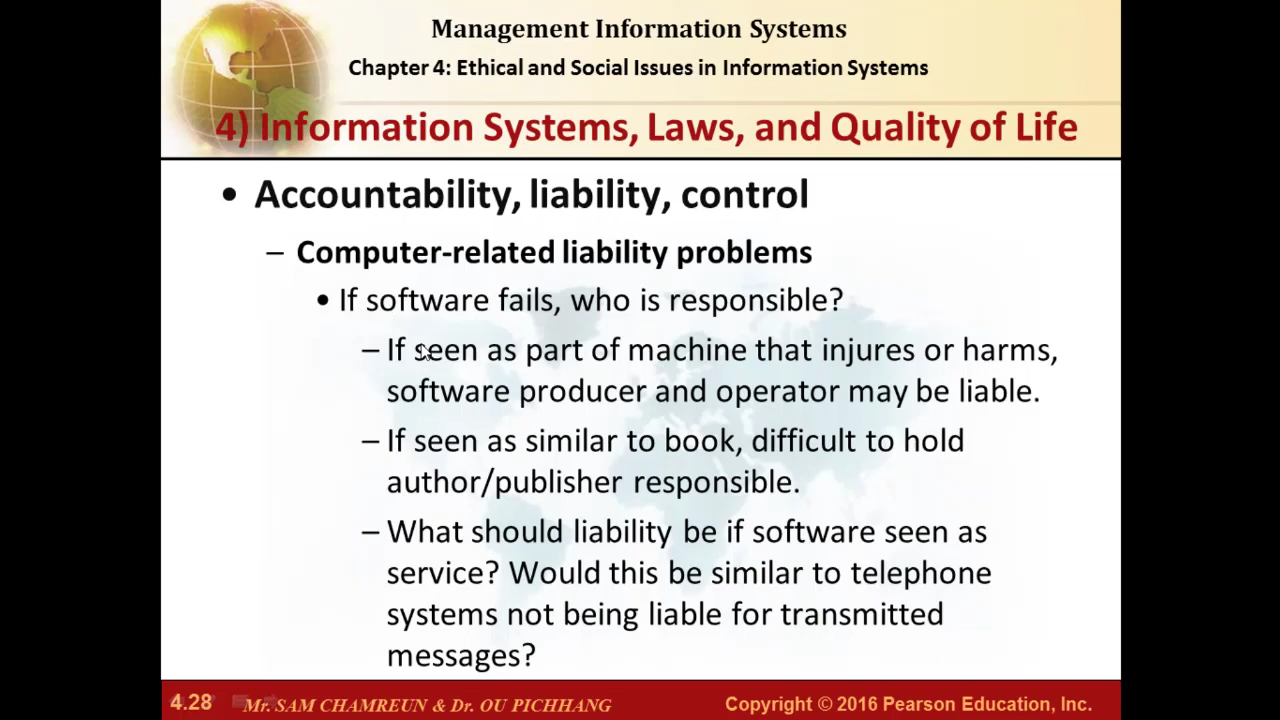 Management Information Systems
Chapter 4: Ethical and Social Issues in Information Systems
4) Information Systems, Laws, and Quality of Life
• Accountability, liability, control
– Computer-related liability problems
• If software fails, who is responsible?
– If seen as part of machine that injures or harms,
software producer and operator may be liable.
– If seen as similar to book, difficult to hold
author/publisher responsible.
– What should liability be if software seen as
service? Would this be similar to telephone
systems not being liable for transmitted
messages?
4.28 Mr. SAM CHAMREUN & Dr. OU PICHHANG Copyright © 2016 Pearson Education, Inc.